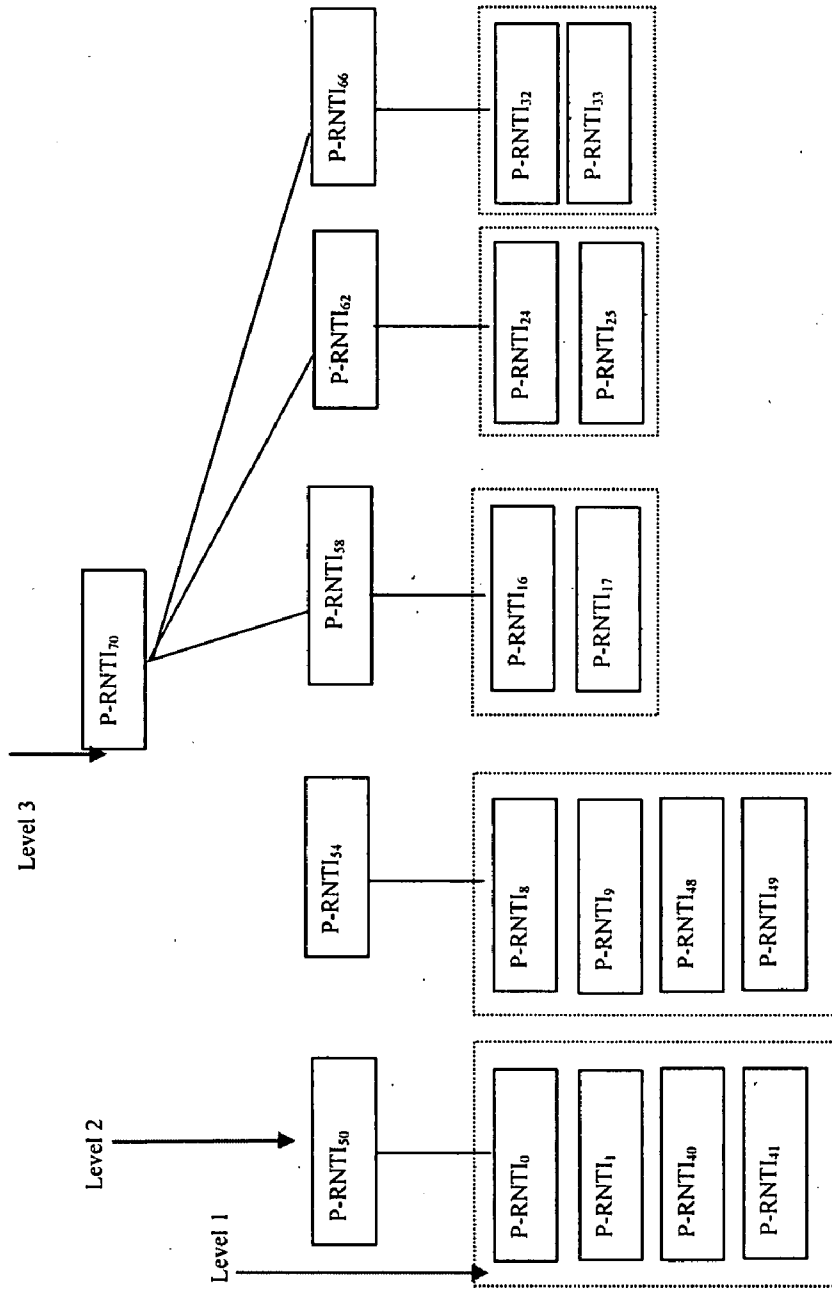 Level 3
P-RNTI₇₀
Level 2
Level 1
P-RNTI₅₀
P-RNTI₅₄
P-RNTI₅₈
P-RNTI₆₂
P-RNTI₆₆
P-RNTI₀
P-RNTI₁
P-RNTI₄₀
P-RNTI₄₁
P-RNTI₈
P-RNTI₉
P-RNTI₄₈
P-RNTI₄₉
P-RNTI₁₆
P-RNTI₁₇
P-RNTI₂₄
P-RNTI₂₅
P-RNTI₃₂
P-RNTI₃₃